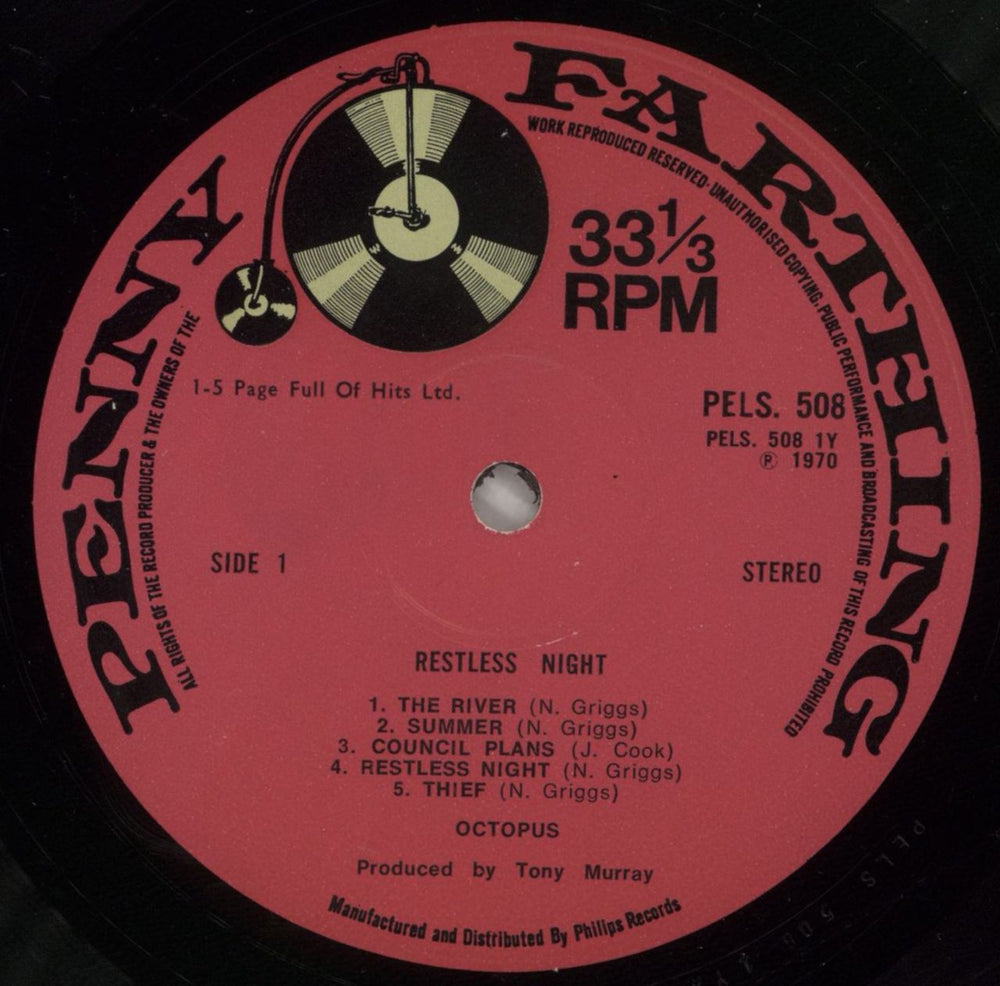 PENNY FARTHING
ALL RIGHTS OF THE RECORD PRODUCER & THE OWNERS OF THE
WORK REPRODUCED RESERVED· UNAUTHORISED COPYING, PUBLIC PERFORMANCE AND BROADCASTING OF THIS RECORD PROHIBITED
33⅓
RPM
1-5 Page Full Of Hits Ltd.
PELS. 508
PELS. 508 1Y
℗ 1970
SIDE 1
STEREO
RESTLESS NIGHT
1. THE RIVER (N. Griggs)
2. SUMMER (N. Griggs)
3. COUNCIL PLANS (J. Cook)
4. RESTLESS NIGHT (N. Griggs)
5. THIEF (N. Griggs)
OCTOPUS
Produced by Tony Murray
Manufactured and Distributed By Philips Records